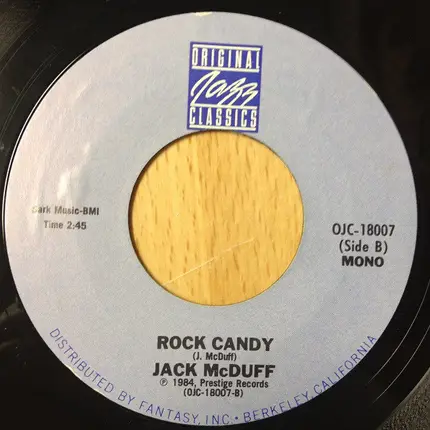 ORIGINAL
Jazz
CLASSICS
Music-BMI
Time 2:45
OJC-18007
(Side B)
MONO
ROCK CANDY
(J. McDuff)
JACK McDUFF
℗ 1984, Prestige Records
(OJC-18007-B)
DISTRIBUTED BY FANTASY, INC. • BERKELEY, CALIFORNIA